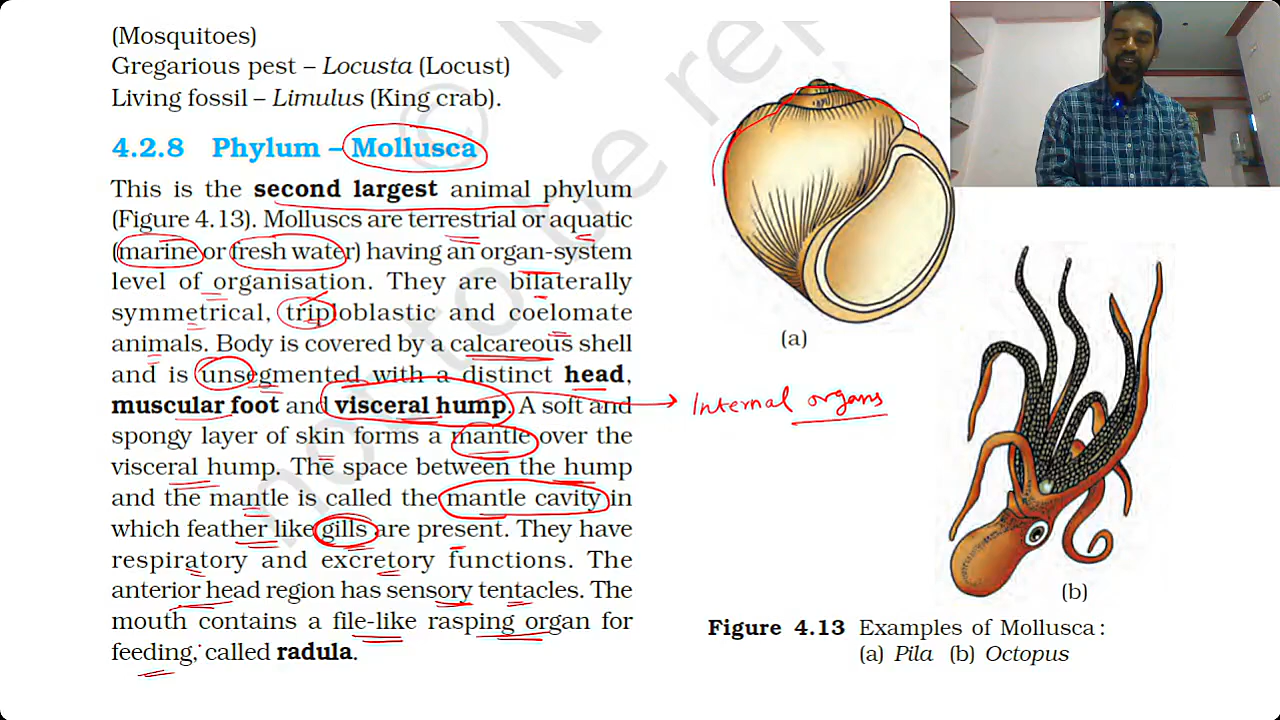 (Mosquitoes)
Gregarious pest – Locusta (Locust)
Living fossil – Limulus (King crab).
4.2.8 Phylum – Mollusca
This is the second largest animal phylum
(Figure 4.13). Molluscs are terrestrial or aquatic
(marine or fresh water) having an organ-system
level of organisation. They are bilaterally
symmetrical, triploblastic and coelomate
animals. Body is covered by a calcareous shell
and is unsegmented with a distinct head,
muscular foot and visceral hump. A soft and
spongy layer of skin forms a mantle over the
visceral hump. The space between the hump
and the mantle is called the mantle cavity in
which feather like gills are present. They have
respiratory and excretory functions. The
anterior head region has sensory tentacles. The
mouth contains a file-like rasping organ for
feeding, called radula.
Internal organs
(a)
(b)
Figure 4.13 Examples of Mollusca :
(a) Pila (b) Octopus
© N
not to be re